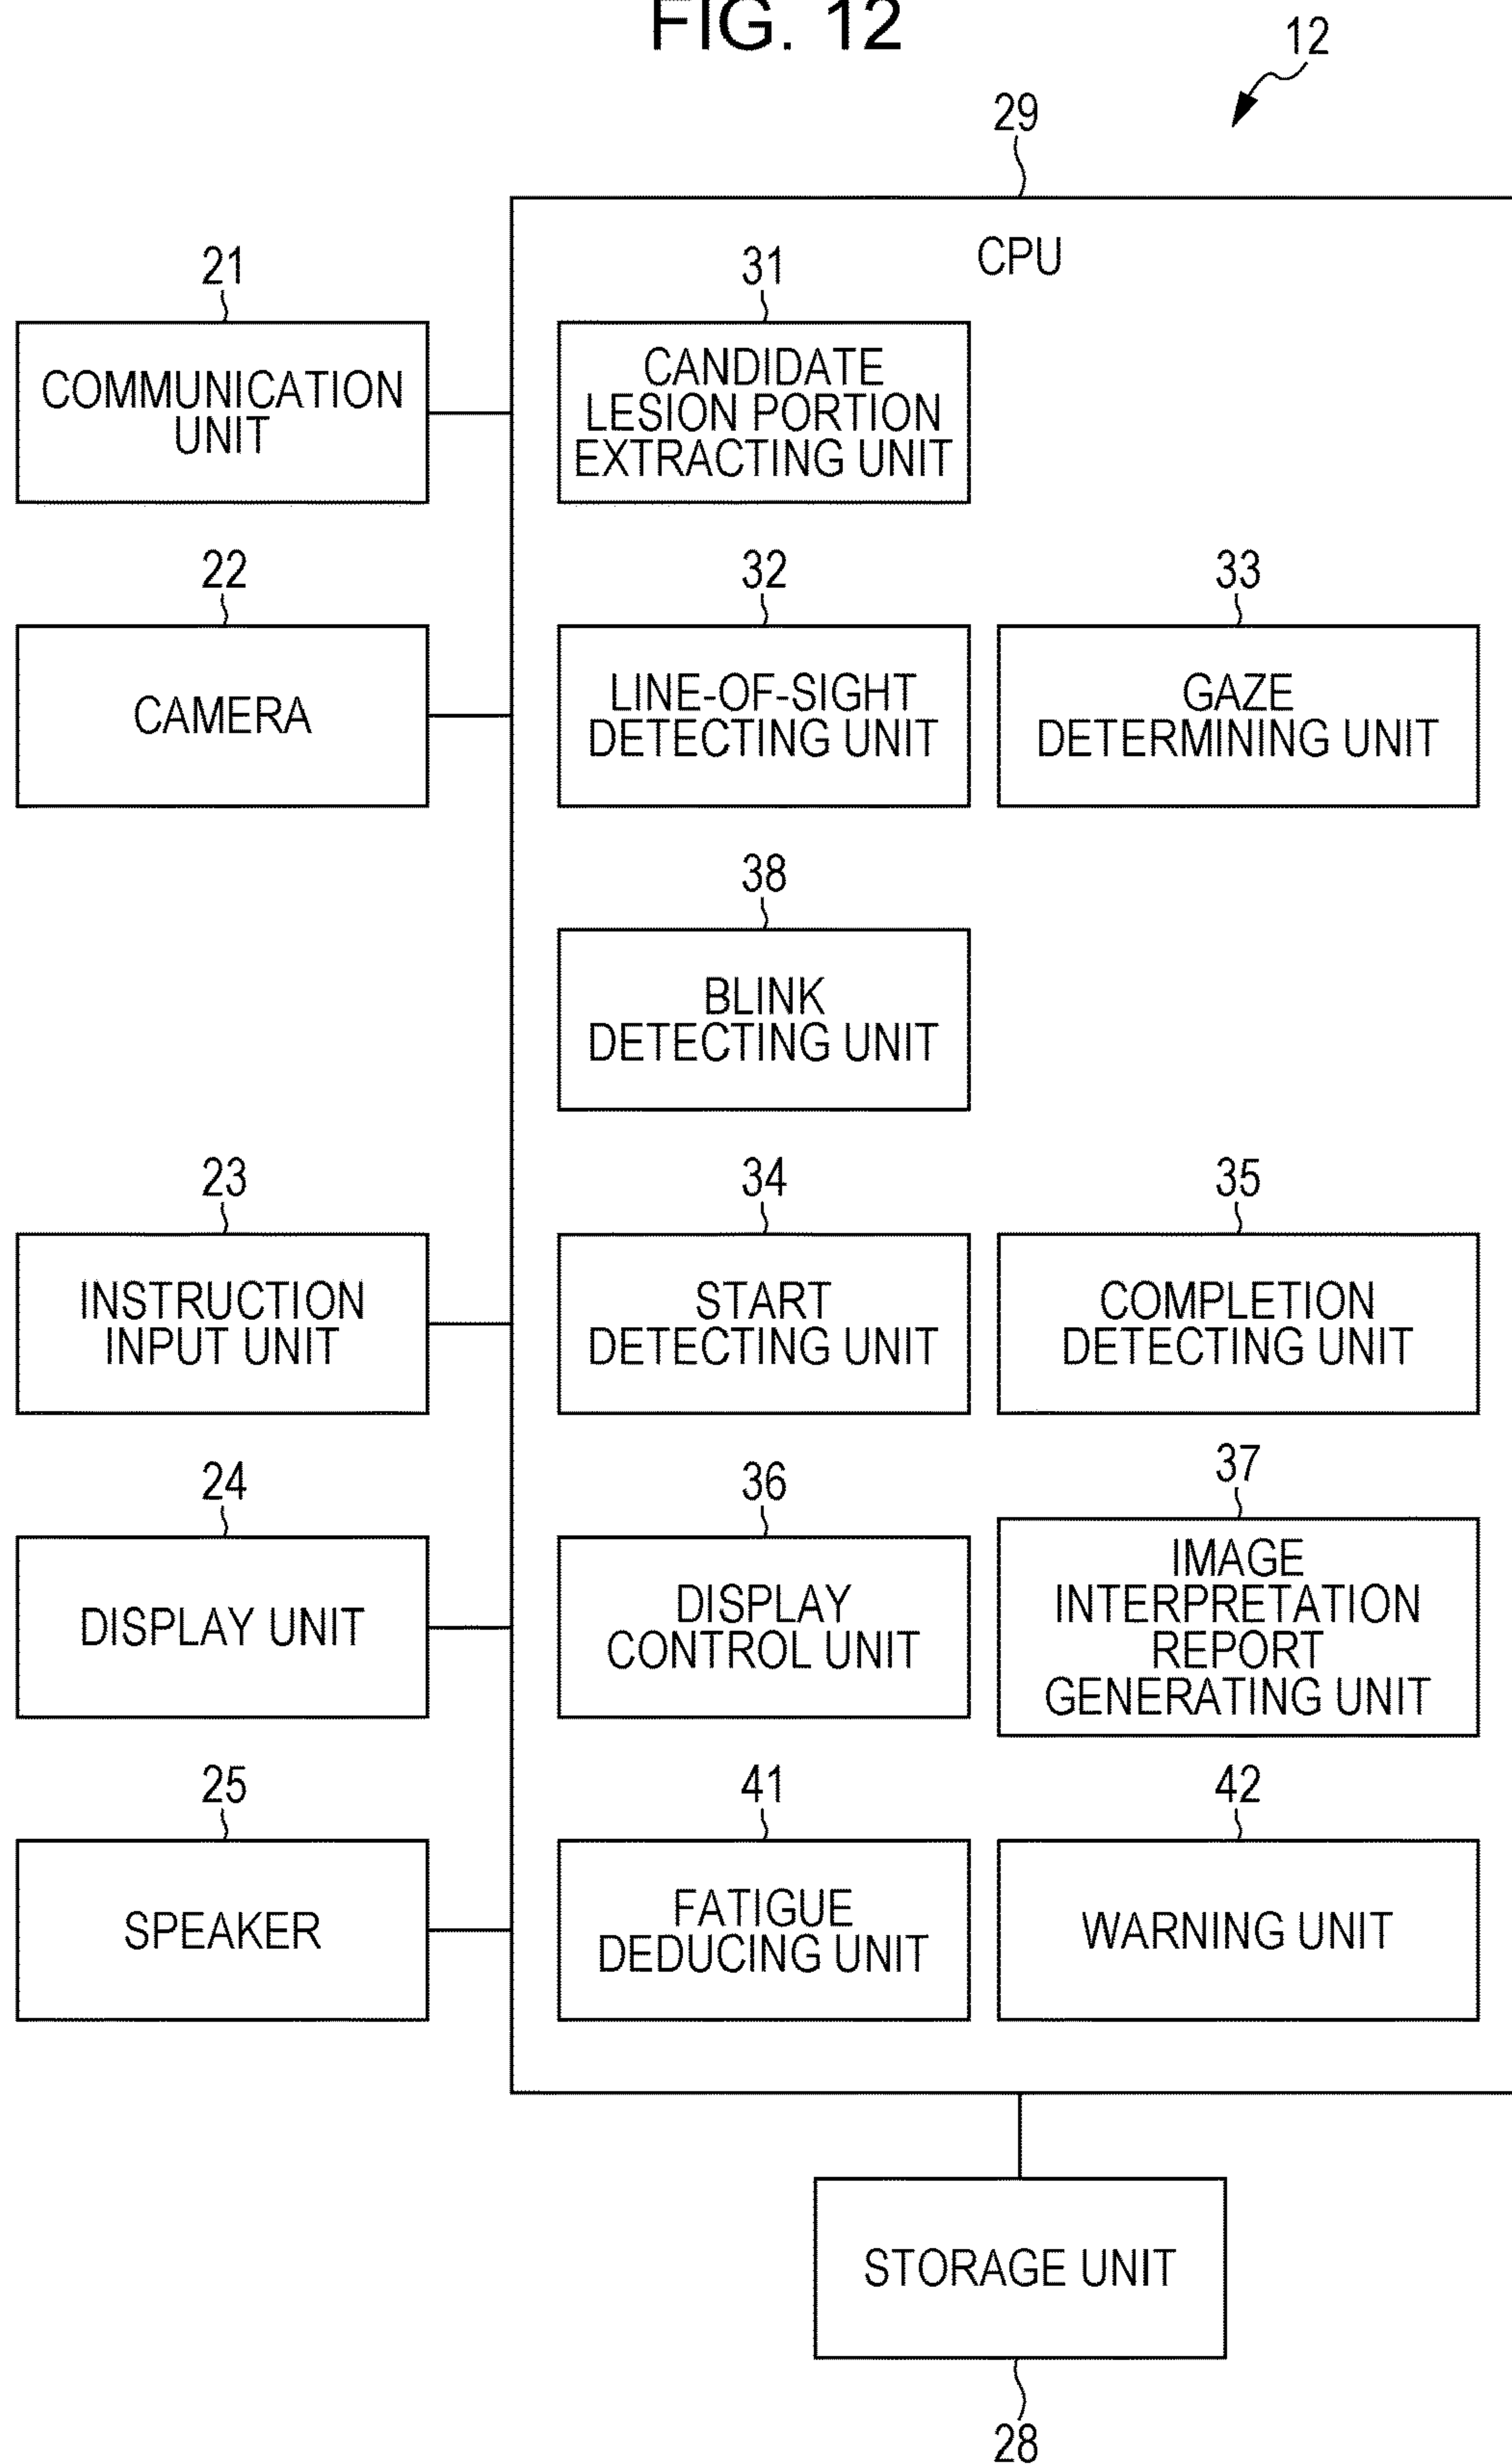 FIG. 12
12
29
CPU
21
COMMUNICATION
UNIT
31
CANDIDATE
LESION PORTION
EXTRACTING UNIT
22
CAMERA
32
LINE-OF-SIGHT
DETECTING UNIT
33
GAZE
DETERMINING UNIT
38
BLINK
DETECTING UNIT
23
INSTRUCTION
INPUT UNIT
34
START
DETECTING UNIT
35
COMPLETION
DETECTING UNIT
24
DISPLAY UNIT
36
DISPLAY
CONTROL UNIT
37
IMAGE
INTERPRETATION
REPORT
GENERATING UNIT
25
SPEAKER
41
FATIGUE
DEDUCING UNIT
42
WARNING UNIT
STORAGE UNIT
28